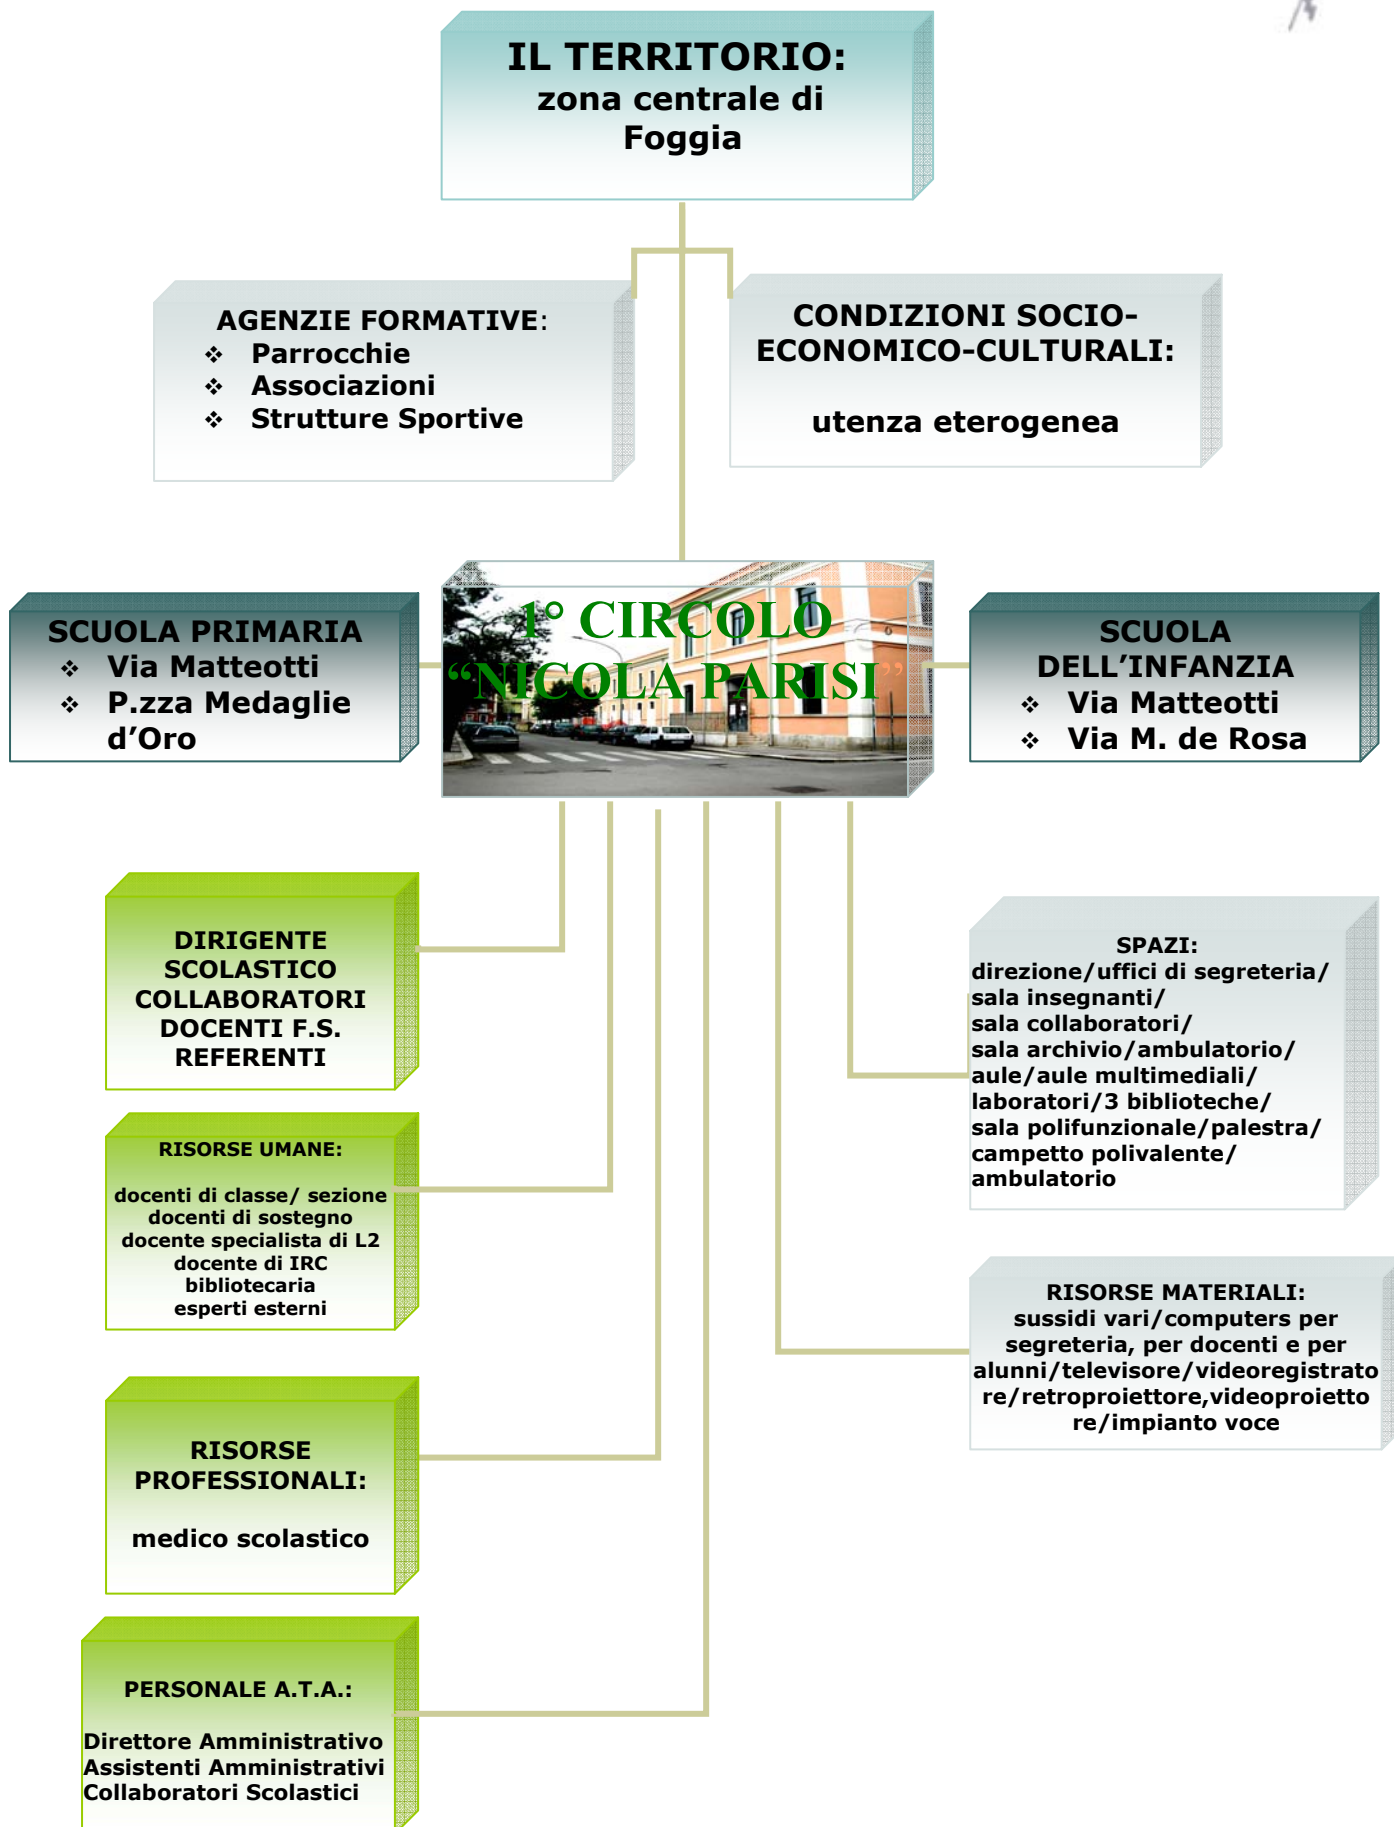 IL TERRITORIO:
zona centrale di
Foggia
AGENZIE FORMATIVE:
❖ Parrocchie
❖ Associazioni
❖ Strutture Sportive
CONDIZIONI SOCIO-
ECONOMICO-CULTURALI:
utenza eterogenea
SCUOLA PRIMARIA
❖ Via Matteotti
❖ P.zza Medaglie
d’Oro
1° CIRCOLO
“NICOLA PARISI”
SCUOLA
DELL’INFANZIA
❖ Via Matteotti
❖ Via M. de Rosa
DIRIGENTE
SCOLASTICO
COLLABORATORI
DOCENTI F.S.
REFERENTI
RISORSE UMANE:
docenti di classe/ sezione
docenti di sostegno
docente specialista di L2
docente di IRC
bibliotecaria
esperti esterni
RISORSE
PROFESSIONALI:
medico scolastico
PERSONALE A.T.A.:
Direttore Amministrativo
Assistenti Amministrativi
Collaboratori Scolastici
SPAZI:
direzione/uffici di segreteria/
sala insegnanti/
sala collaboratori/
sala archivio/ambulatorio/
aule/aule multimediali/
laboratori/3 biblioteche/
sala polifunzionale/palestra/
campetto polivalente/
ambulatorio
RISORSE MATERIALI:
sussidi vari/computers per
segreteria, per docenti e per
alunni/televisore/videoregistrato
re/retroproiettore,videoproietto
re/impianto voce